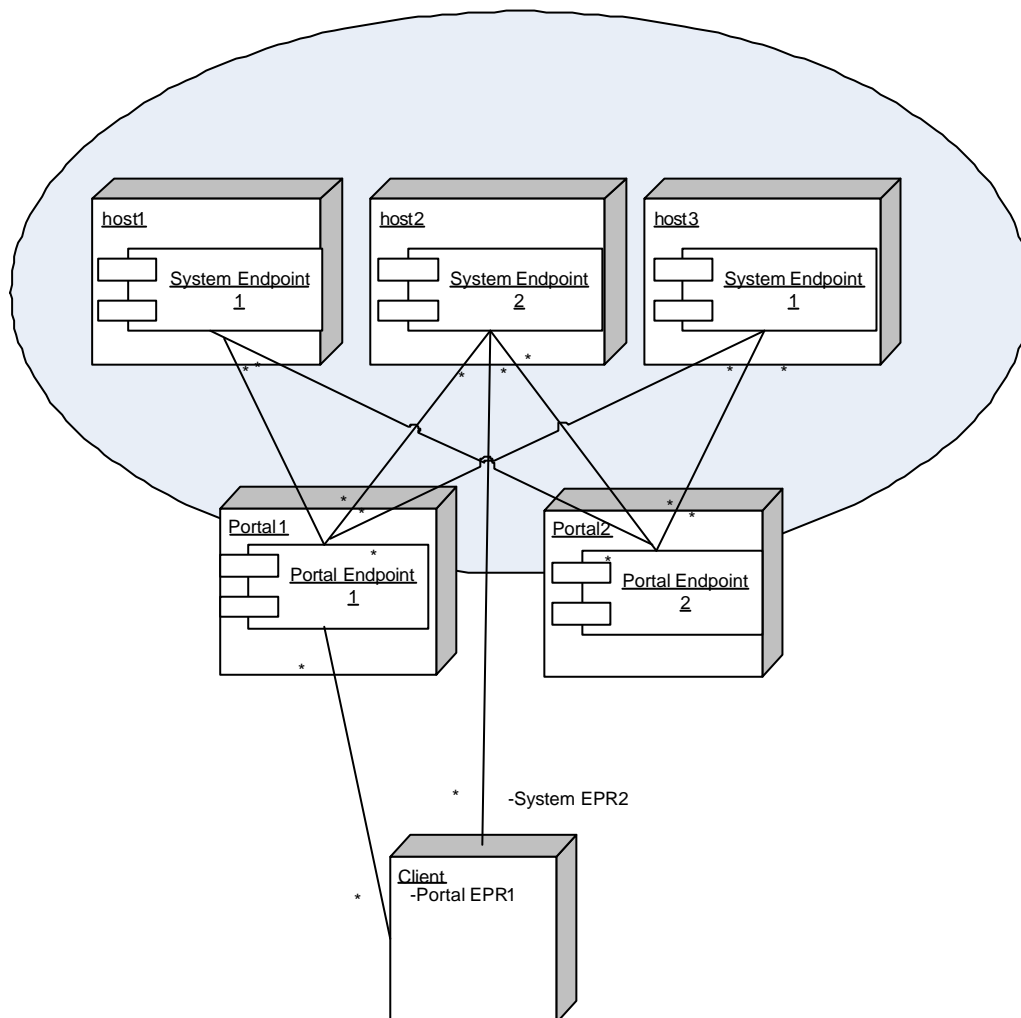 host1
host2
host3
System Endpoint
1
System Endpoint
2
System Endpoint
1
*
*
*
*
*
*
*
Portal1
*
*
*
Portal Endpoint
1
*
Portal2
*
*
*
Portal Endpoint
2
*
-System EPR2
Client
-Portal EPR1
*